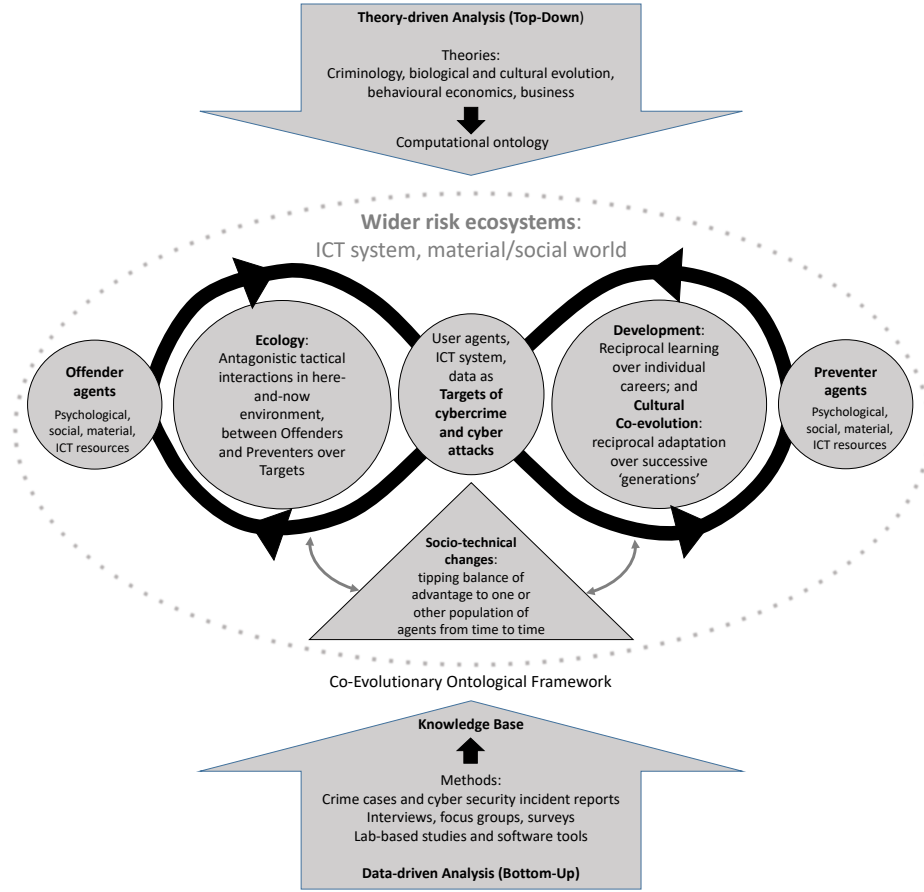 Theory-driven Analysis (Top-Down)
Theories:
Criminology, biological and cultural evolution,
behavioural economics, business
Computational ontology
Wider risk ecosystems:
ICT system, material/social world
Offender
agents
Psychological,
social, material,
ICT resources
Ecology:
Antagonistic tactical
interactions in here-
and-now
environment,
between Offenders
and Preventers over
Targets
User agents,
ICT system,
data as
Targets of
cybercrime
and cyber
attacks
Development:
Reciprocal learning
over individual
careers; and
Cultural
Co-evolution:
reciprocal adaptation
over successive
‘generations’
Preventer
agents
Psychological,
social, material,
ICT resources
Socio-technical
changes:
tipping balance of
advantage to one or
other population of
agents from time to time
Co-Evolutionary Ontological Framework
Knowledge Base
Methods:
Crime cases and cyber security incident reports
Interviews, focus groups, surveys
Lab-based studies and software tools
Data-driven Analysis (Bottom-Up)